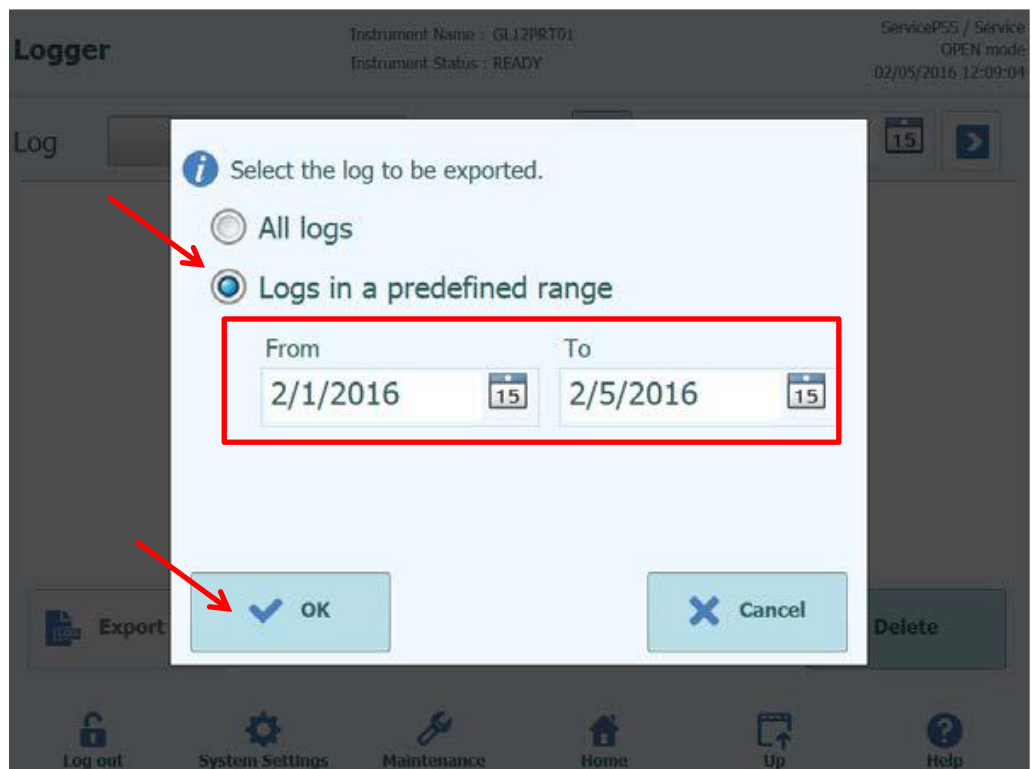 Logger
Instrument Name : GL12PRT01
Instrument Status : READY
ServicePSS / Service
OPEN mode
02/05/2016 12:09:04
Log
15
Select the log to be exported.
All logs
Logs in a predefined range
From To
2/1/2016 15 2/5/2016 15
OK Cancel
LOG Export Delete
Log out System Settings Maintenance Home Up Help